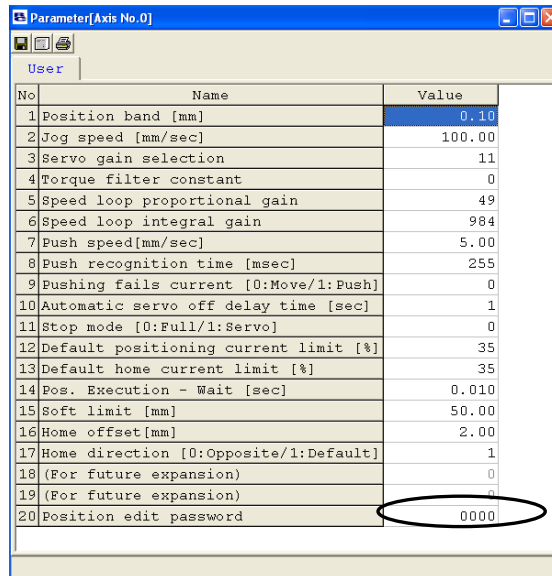 Parameter[Axis No.0]
User
No Name Value
1 Position band [mm] 0.10
2 Jog speed [mm/sec] 100.00
3 Servo gain selection 11
4 Torque filter constant 0
5 Speed loop proportional gain 49
6 Speed loop integral gain 984
7 Push speed[mm/sec] 5.00
8 Push recognition time [msec] 255
9 Pushing fails current [0:Move/1:Push] 0
10 Automatic servo off delay time [sec] 1
11 Stop mode [0:Full/1:Servo] 0
12 Default positioning current limit [%] 35
13 Default home current limit [%] 35
14 Pos. Execution - Wait [sec] 0.010
15 Soft limit [mm] 50.00
16 Home offset[mm] 2.00
17 Home direction [0:Opposite/1:Default] 1
18 (For future expansion) 0
19 (For future expansion) 0
20 Position edit password 0000